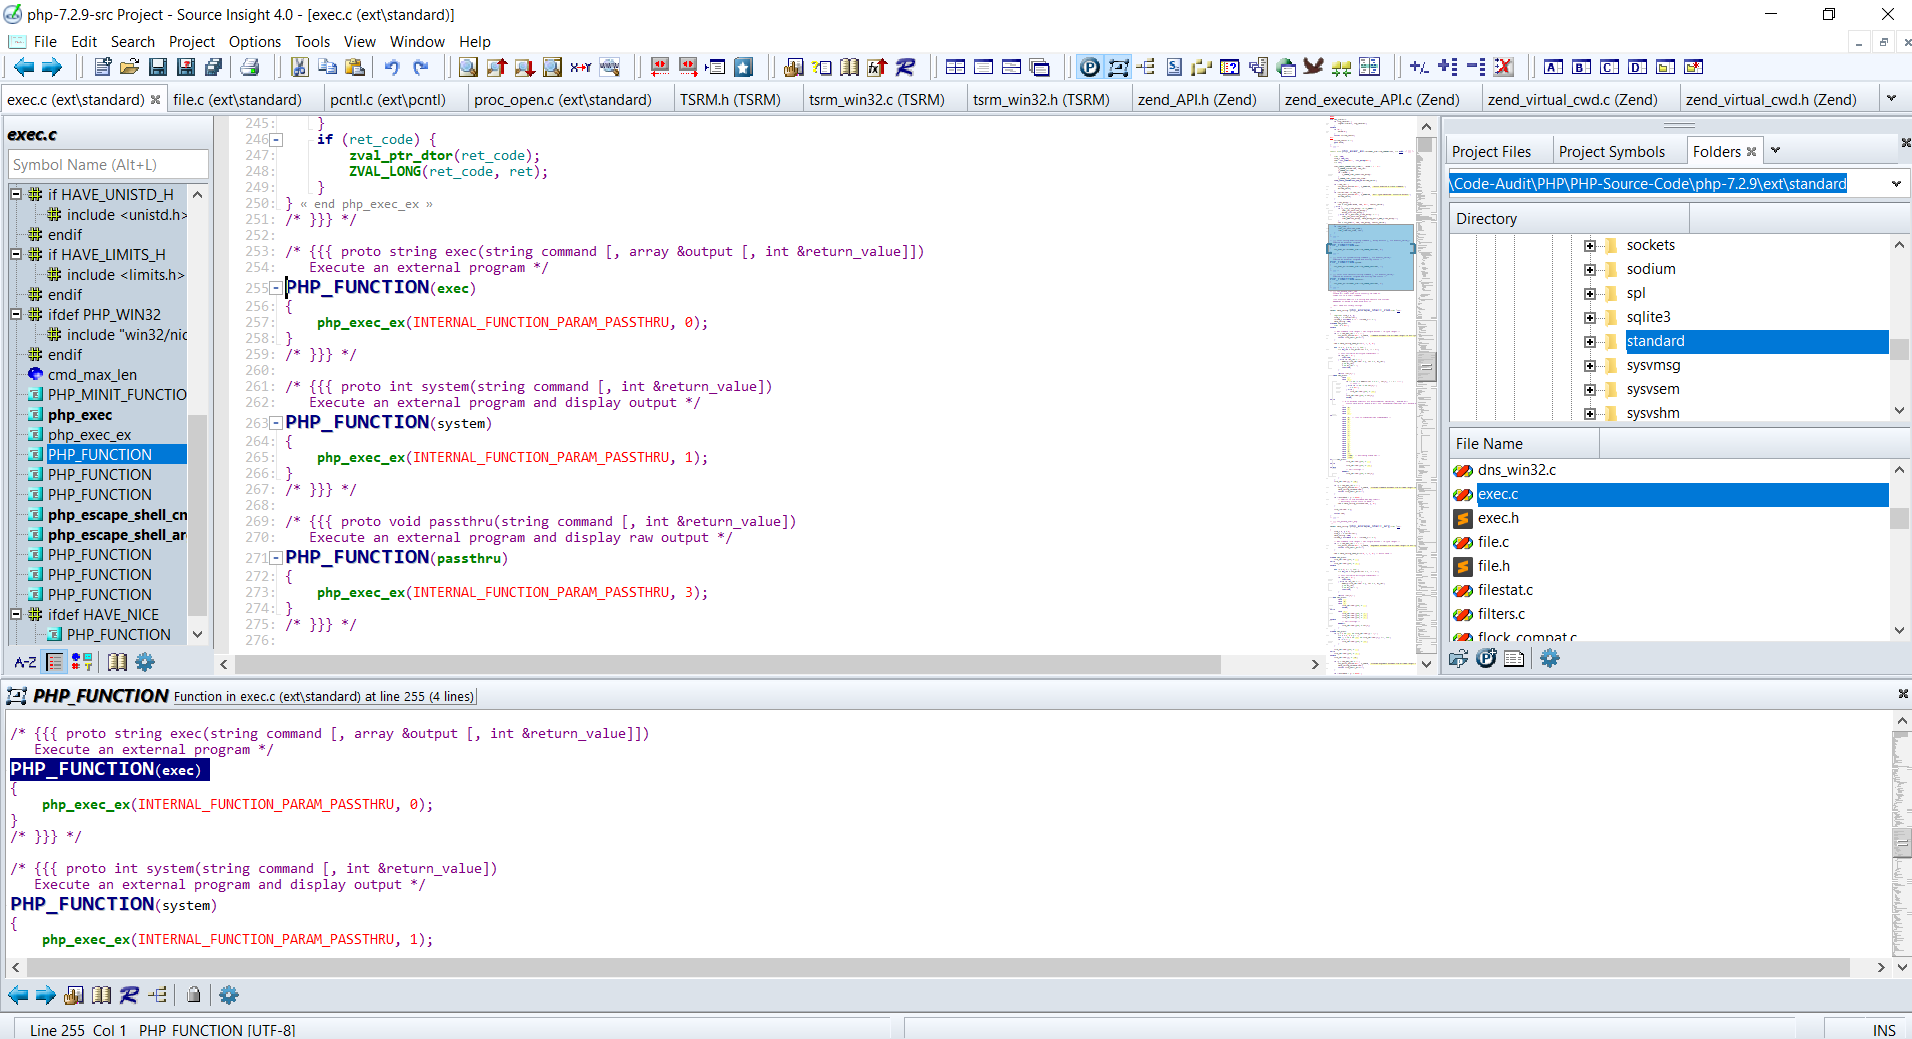 php-7.2.9-src Project - Source Insight 4.0 - [exec.c (ext\standard)]
File Edit Search Project Options Tools View Window Help
exec.c (ext\standard) file.c (ext\standard) pcntl.c (ext\pcntl) proc_open.c (ext\standard) TSRM.h (TSRM) tsrm_win32.c (TSRM) tsrm_win32.h (TSRM) zend_API.h (Zend) zend_execute_API.c (Zend) zend_virtual_cwd.c (Zend) zend_virtual_cwd.h (Zend)
exec.c
Symbol Name (Alt+L)
if HAVE_UNISTD_H
include <unistd.h>
endif
if HAVE_LIMITS_H
include <limits.h>
endif
ifdef PHP_WIN32
include "win32/nic
endif
cmd_max_len
PHP_MINIT_FUNCTIO
php_exec
php_exec_ex
PHP_FUNCTION
PHP_FUNCTION
PHP_FUNCTION
php_escape_shell_cm
php_escape_shell_ar
PHP_FUNCTION
PHP_FUNCTION
PHP_FUNCTION
ifdef HAVE_NICE
PHP_FUNCTION
A-Z
245: }
246: if (ret_code) {
247: zval_ptr_dtor(ret_code);
248: ZVAL_LONG(ret_code, ret);
249: }
250: } « end php_exec_ex »
251: /* }}} */
252:
253: /* {{{ proto string exec(string command [, array &output [, int &return_value]])
254: Execute an external program */
255 PHP_FUNCTION(exec)
256: {
257: php_exec_ex(INTERNAL_FUNCTION_PARAM_PASSTHRU, 0);
258: }
259: /* }}} */
260:
261: /* {{{ proto int system(string command [, int &return_value])
262: Execute an external program and display output */
263 PHP_FUNCTION(system)
264: {
265: php_exec_ex(INTERNAL_FUNCTION_PARAM_PASSTHRU, 1);
266: }
267: /* }}} */
268:
269: /* {{{ proto void passthru(string command [, int &return_value])
270: Execute an external program and display raw output */
271 PHP_FUNCTION(passthru)
272: {
273: php_exec_ex(INTERNAL_FUNCTION_PARAM_PASSTHRU, 3);
274: }
275: /* }}} */
276:
Project Files Project Symbols Folders
\Code-Audit\PHP\PHP-Source-Code\php-7.2.9\ext\standard
Directory
sockets
sodium
spl
sqlite3
standard
sysvmsg
sysvsem
sysvshm
File Name
dns_win32.c
exec.c
exec.h
file.c
file.h
filestat.c
filters.c
flock_compat.c
PHP_FUNCTION Function in exec.c (ext\standard) at line 255 (4 lines)
/* {{{ proto string exec(string command [, array &output [, int &return_value]])
Execute an external program */
PHP_FUNCTION(exec)
{
php_exec_ex(INTERNAL_FUNCTION_PARAM_PASSTHRU, 0);
}
/* }}} */
/* {{{ proto int system(string command [, int &return_value])
Execute an external program and display output */
PHP_FUNCTION(system)
{
php_exec_ex(INTERNAL_FUNCTION_PARAM_PASSTHRU, 1);
Line 255 Col 1 PHP_FUNCTION [UTF-8]
INS